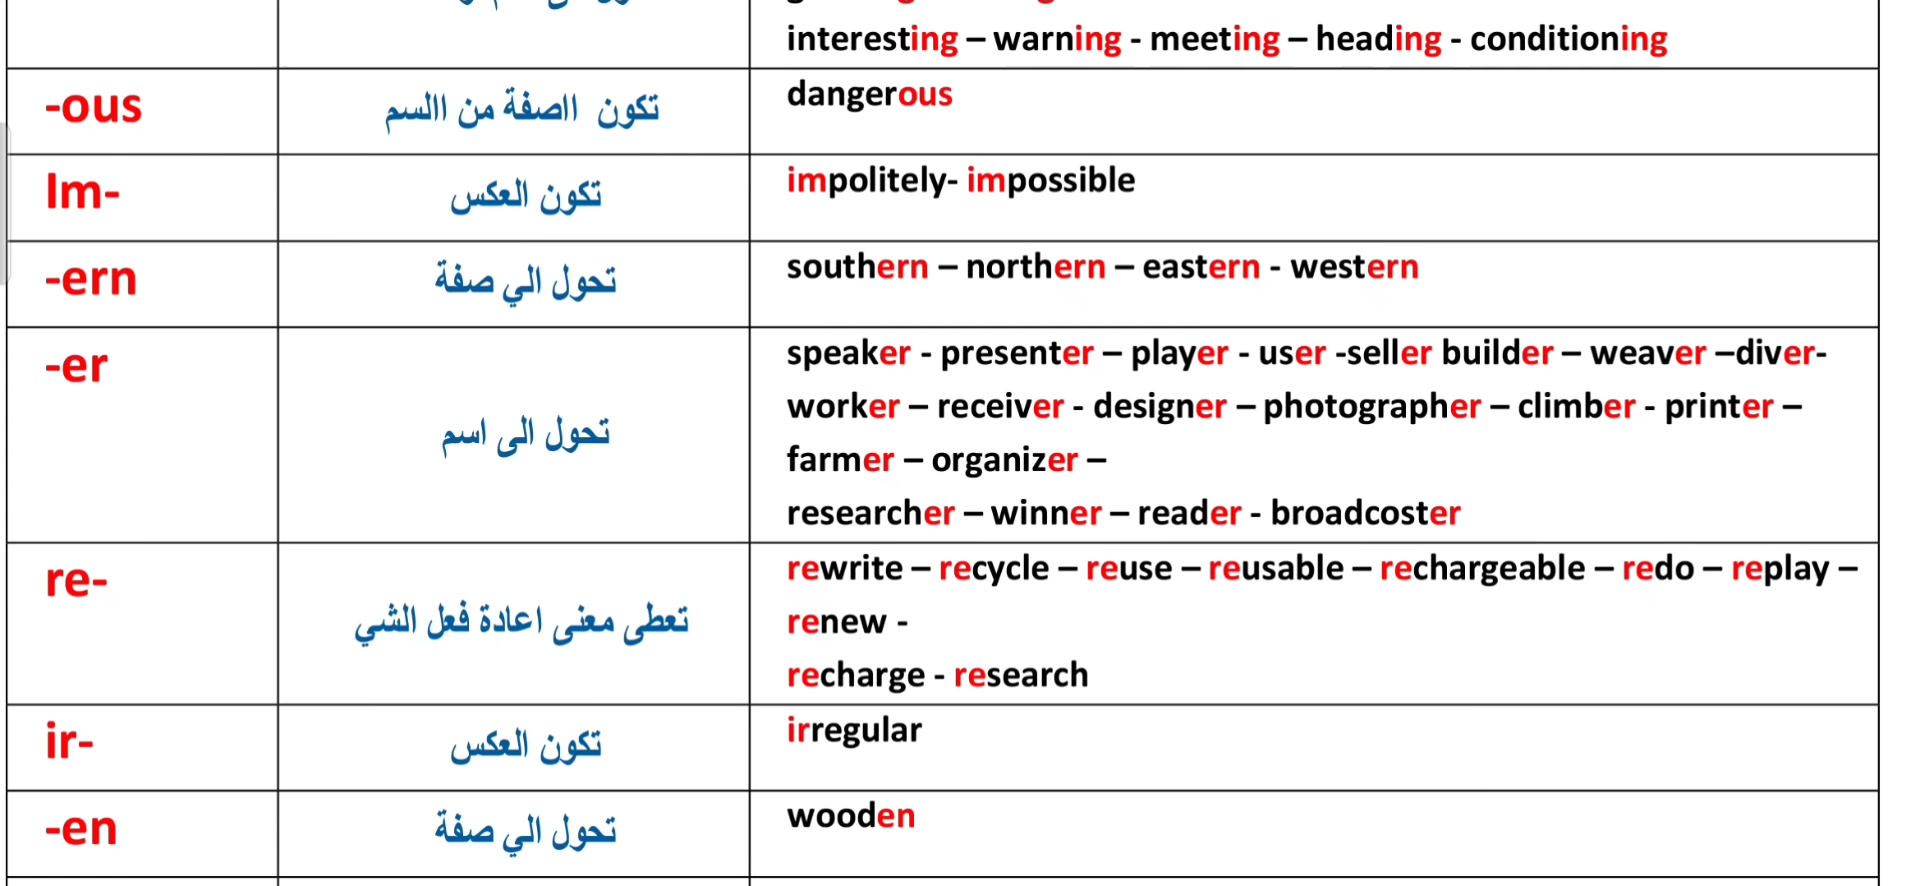 interesting – warning - meeting – heading - conditioning
-ous
تكون  ااصفة من االسم
dangerous
Im-
تكون العكس
impolitely- impossible
-ern
تحول الي صفة
southern – northern – eastern - western
-er
تحول الى اسم
speaker - presenter – player - user -seller builder – weaver –diver-
worker – receiver - designer – photographer – climber - printer –
farmer – organizer –
researcher – winner – reader - broadcoster
re-
تعطى معنى اعادة فعل الشي
rewrite – recycle – reuse – reusable – rechargeable – redo – replay –
renew -
recharge - research
ir-
تكون العكس
irregular
-en
تحول الي صفة
wooden